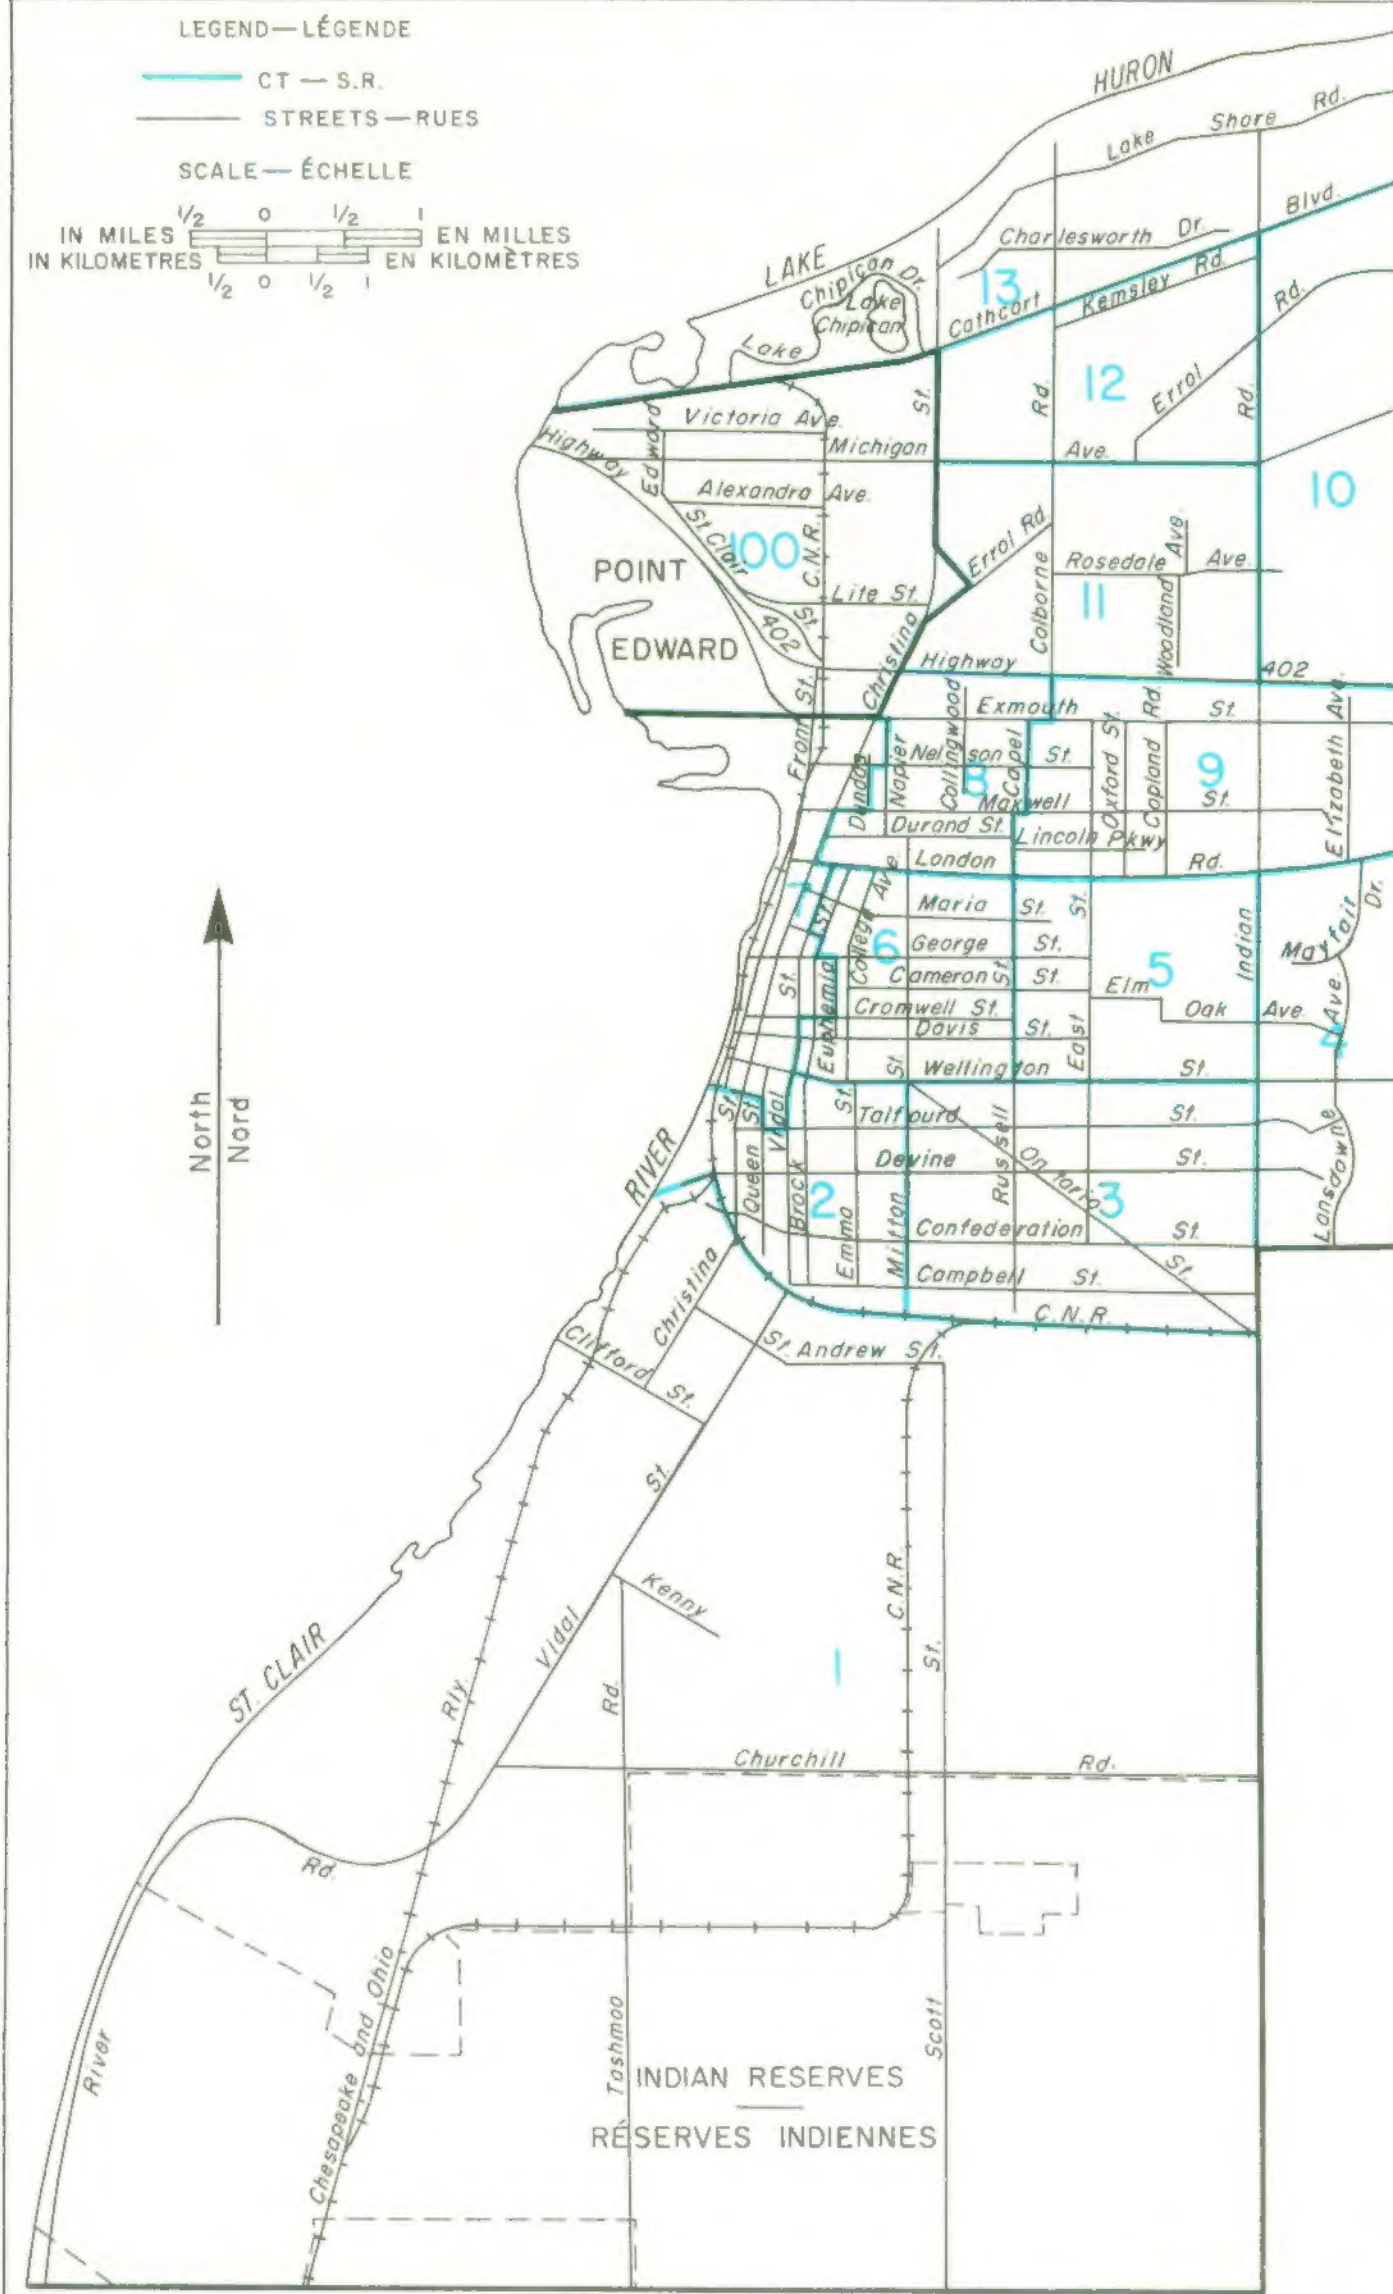 LEGEND—LÉGENDE
CT — S.R.
STREETS—RUES
SCALE—ÉCHELLE
1/2 0 1/2 1
IN MILES EN MILLES
IN KILOMETRES EN KILOMÈTRES
1/2 0 1/2 1
LAKE HURON
Lake Shore Rd.
Blvd.
Charlesworth Dr.
13
Cathcart
Kemsley Rd.
Rd.
Chipican Dr.
Lake
Chipican
Lake
12
Errol
St.
Rd.
Rd.
Victoria Ave.
Edward
Highway
Michigan
Ave.
10
Alexandra Ave.
St. Clair
100
C.N.R.
Errol Rd.
Colborne
Rosedale Ave.
Ave.
Woodland
11
POINT
EDWARD
Lite St.
402
St.
Christina
Highway
402
Front St.
Collingwood
Exmouth
St.
Rd.
Elizabeth Ave.
Dundas
Napier
Nelson
St.
Capel
8
Oxford St.
Copland
9
Maxwell
St.
Durand St.
Lincoln Pkwy
London
Rd.
7
St.
College Ave.
Maria
St.
St.
Indian
Mayfair Dr.
6
George
St.
5
Cameron
St.
St.
Elm
Euphemia
Cromwell St.
Oak
Ave.
Ave.
4
Davis
St.
East
St.
Wellington
St.
North
Nord
St.
St.
Vidal
St.
Talfourd
St.
RIVER
Queen
Devine
Russell
Ontario
St.
Lansdowne
Brock
2
3
Emma
Mitton
Confederation
St.
Christina
Campbell
St.
St.
C.N.R.
Clifford
St.
St. Andrew St.
St.
Kenny
C.N.R.
Vidal
St.
ST. CLAIR
Rly.
Rd.
1
Churchill
Rd.
Rd.
River
Chesapeake and Ohio
Tashmoo
Scott
INDIAN RESERVES
RÉSERVES INDIENNES